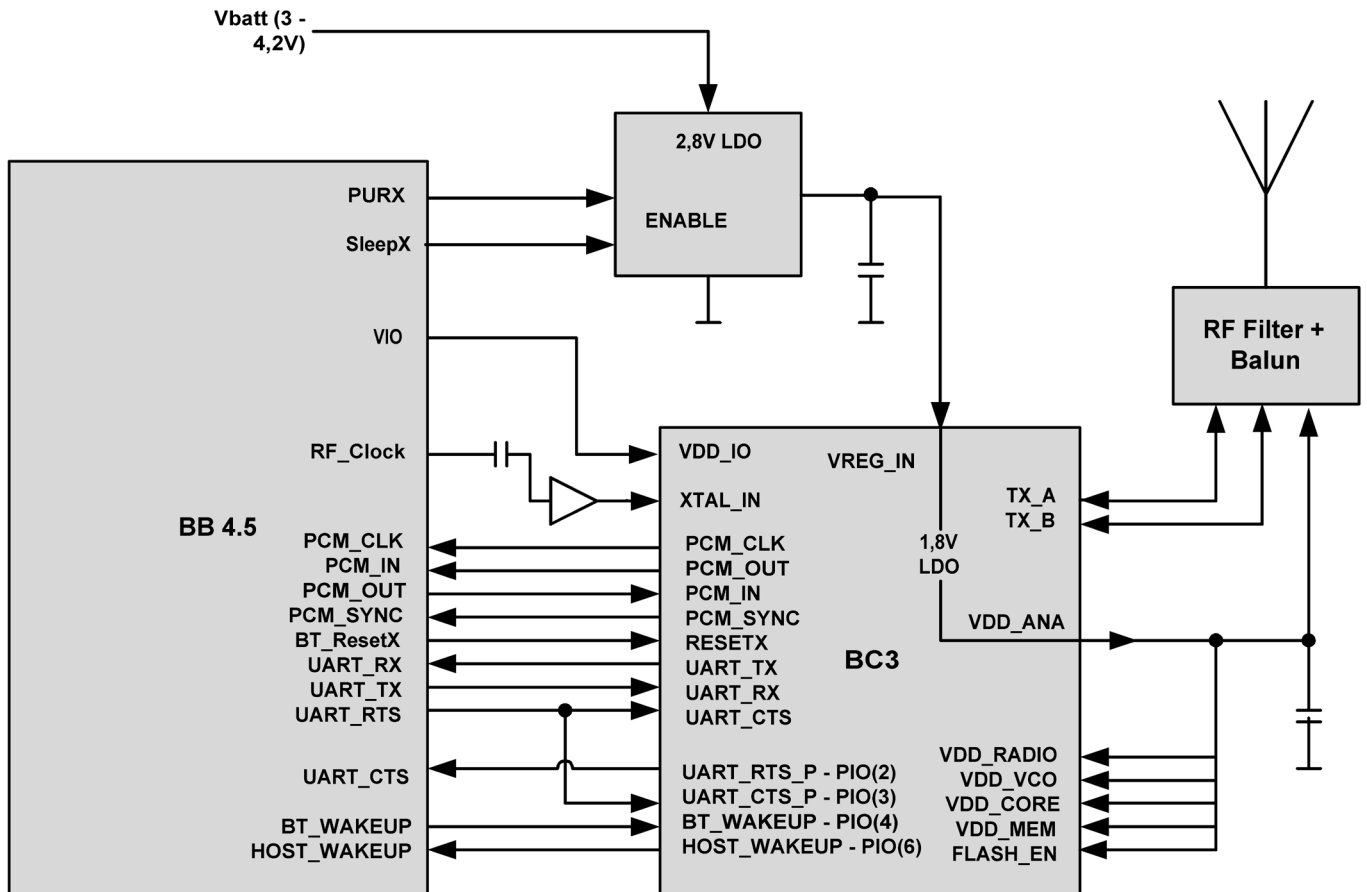 Vbatt (3 -
4,2V)
2,8V LDO
ENABLE
PURX
SleepX
VIO
RF_Clock
BB 4.5
PCM_CLK
PCM_IN
PCM_OUT
PCM_SYNC
BT_ResetX
UART_RX
UART_TX
UART_RTS
UART_CTS
BT_WAKEUP
HOST_WAKEUP
VDD_IO
XTAL_IN
PCM_CLK
PCM_OUT
PCM_IN
PCM_SYNC
RESETX
UART_TX
UART_RX
UART_CTS
UART_RTS_P - PIO(2)
UART_CTS_P - PIO(3)
BT_WAKEUP - PIO(4)
HOST_WAKEUP - PIO(6)
VREG_IN
1,8V
LDO
BC3
TX_A
TX_B
VDD_ANA
VDD_RADIO
VDD_VCO
VDD_CORE
VDD_MEM
FLASH_EN
RF Filter +
Balun